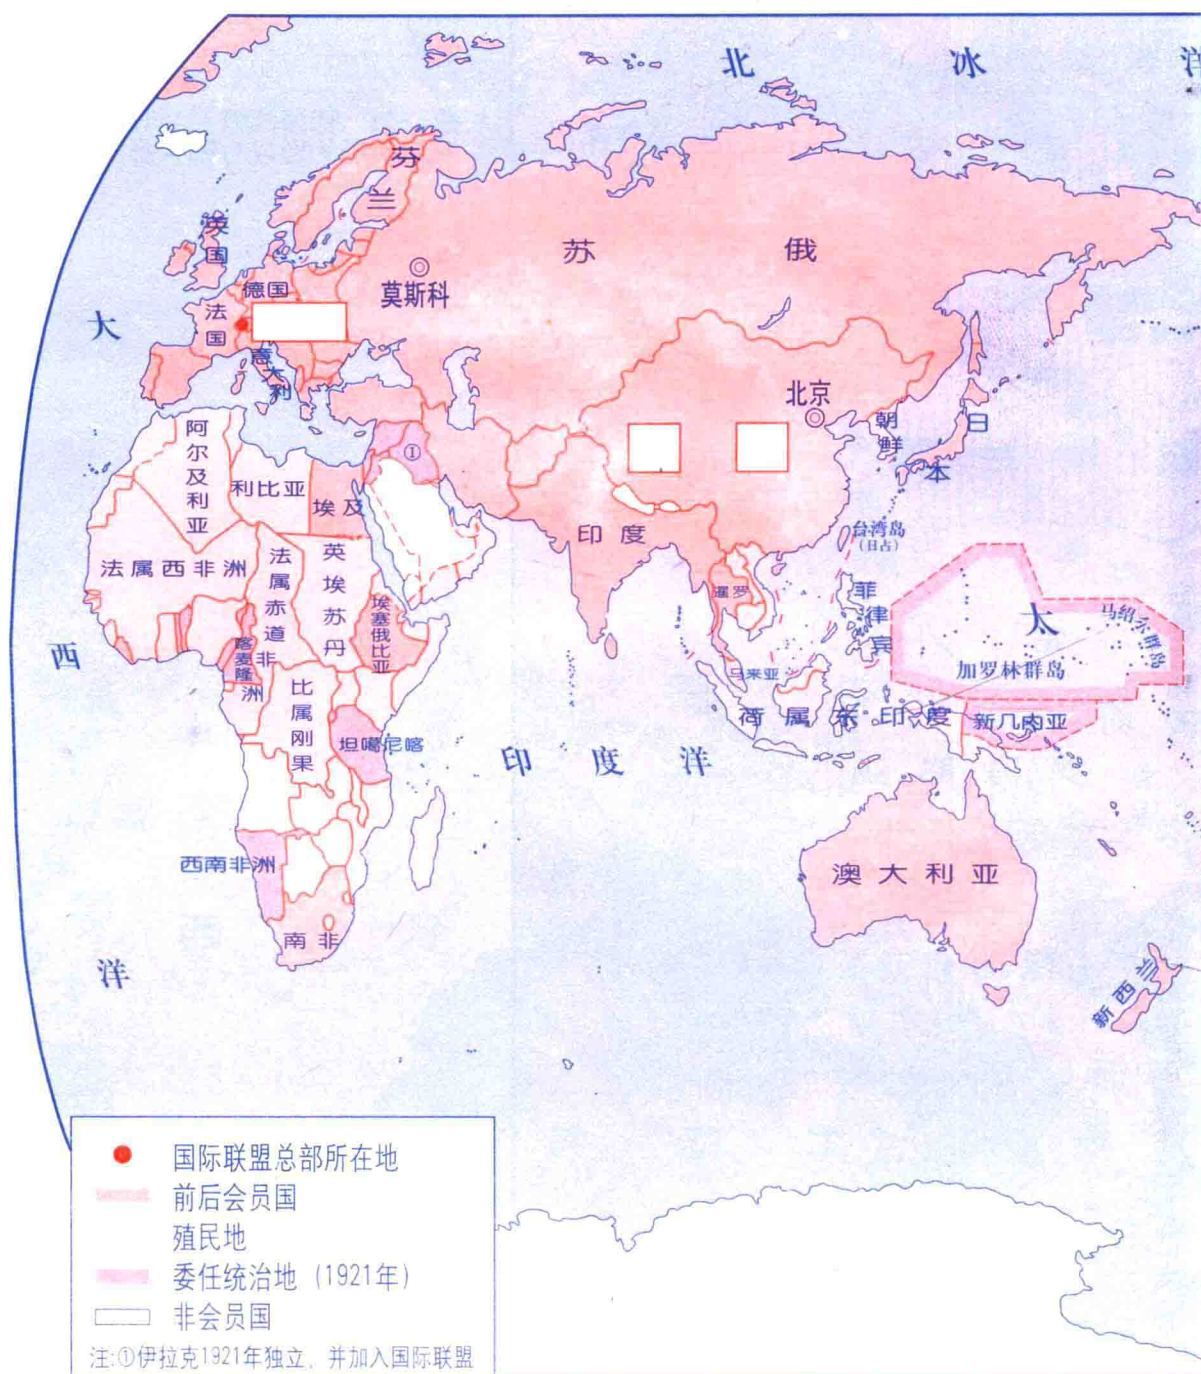 北冰洋
芬兰
英国
苏俄
德国
莫斯科
法国
大西洋
意大利
北京
朝鲜
日本
阿尔及利亚
利比亚
埃及
①
台湾岛
(日占)
印度
法属西非洲
法属赤道非洲
英埃苏丹
埃塞俄比亚
暹罗
菲律宾
太
马绍尔群岛
加罗林群岛
喀麦隆
马来亚
比属刚果
荷属东印度
新几内亚
坦噶尼喀
印度洋
西南非洲
澳大利亚
南非
新西兰
国际联盟总部所在地
前后会员国
殖民地
委任统治地(1921年)
非会员国
注:①伊拉克1921年独立，并加入国际联盟